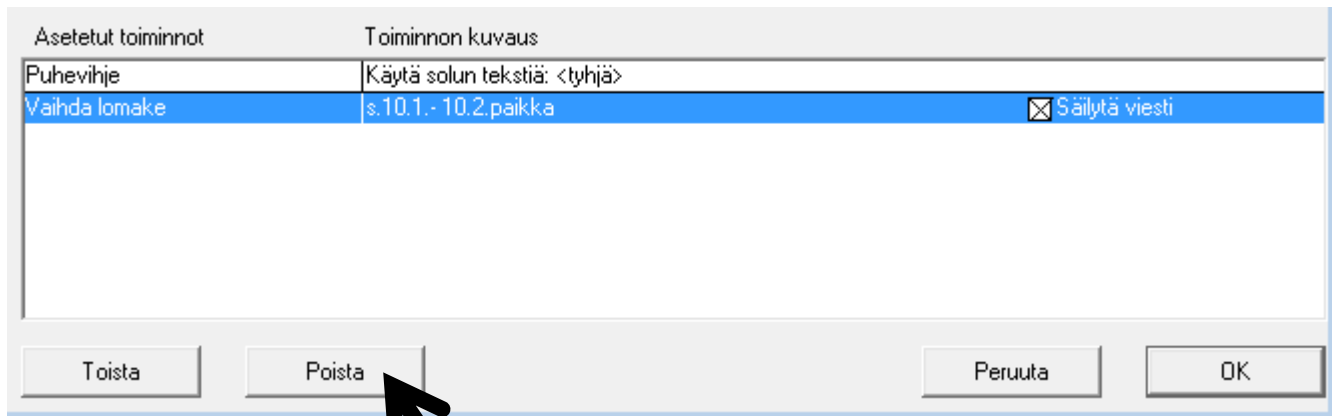 Asetetut toiminnot Toiminnon kuvaus
Puhevihje Käytä solun tekstiä: <tyhjä>
Vaihda lomake s.10.1.- 10.2.paikka Säilytä viesti
Toista Poista Peruuta OK